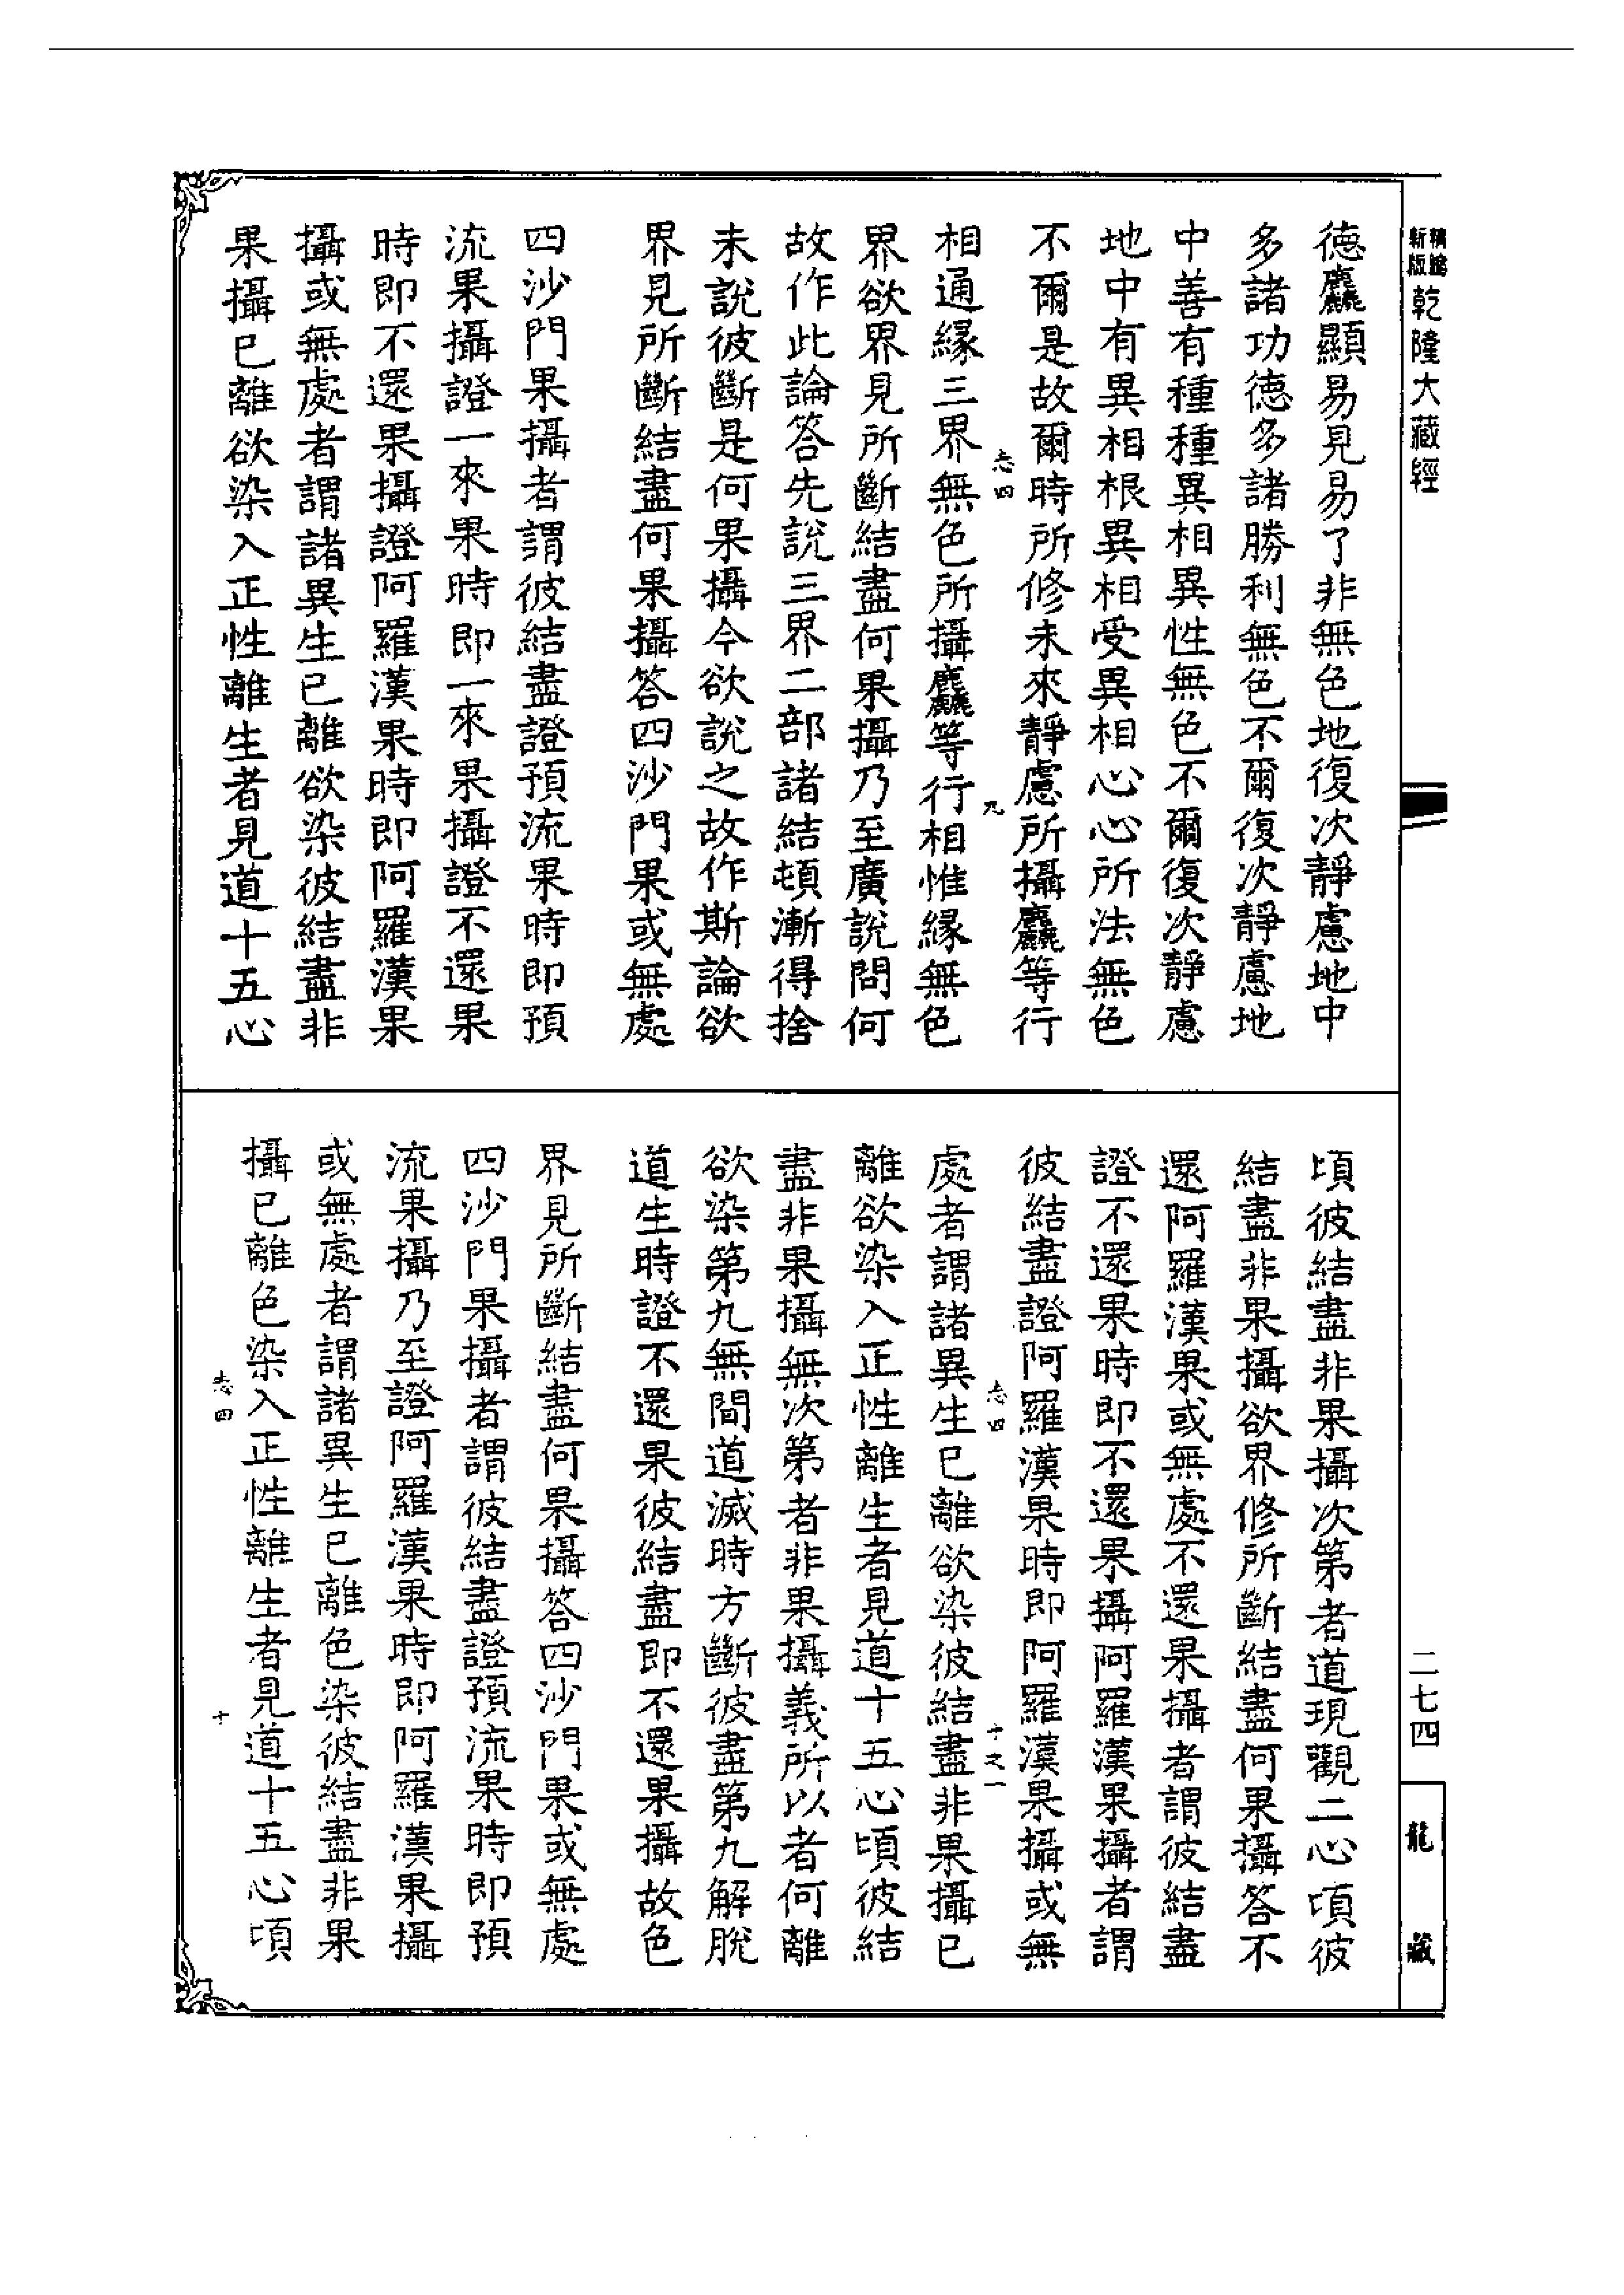 新版
精縮
乾隆大藏經
二七四
龍藏
德麤顯易見易了非無色地復次靜慮地中
多諸功德多諸勝利無色不爾復次靜慮地
中善有種種異相異性無色不爾復次靜慮
地中有異相根異相受異相心心所法無色
不爾是故爾時所修未來靜慮所攝麤等行
志四
九
相通緣三界無色所攝麤等行相惟緣無色
界欲界見所斷結盡何果攝乃至廣說問何
故作此論答先說三界二部諸結頓漸得捨
未說彼斷是何果攝今欲說之故作斯論欲
界見所斷結盡何果攝答四沙門果或無處
四沙門果攝者謂彼結盡證預流果時即預
流果攝證一來果時即一來果攝證不還果
時即不還果攝證阿羅漢果時即阿羅漢果
攝或無處者謂諸異生已離欲染彼結盡非
果攝已離欲染入正性離生者見道十五心
頃彼結盡非果攝次第者道現觀二心頃彼
結盡非果攝欲界修所斷結盡何果攝答不
還阿羅漢果或無處不還果攝者謂彼結盡
證不還果時即不還果攝阿羅漢果攝者謂
彼結盡證阿羅漢果時即阿羅漢果攝或無
志四
十之一
處者謂諸異生已離欲染彼結盡非果攝已
離欲染入正性離生者見道十五心頃彼結
盡非果攝無次第者非果攝義所以者何離
欲染第九無間道滅時方斷彼盡第九解脫
道生時證不還果彼結盡即不還果攝故色
界見所斷結盡何果攝答四沙門果或無處
四沙門果攝者謂彼結盡證預流果時即預
流果攝乃至證阿羅漢果時即阿羅漢果攝
或無處者謂諸異生已離色染彼結盡非果
攝已離色染入正性離生者見道十五心頃
志四
十